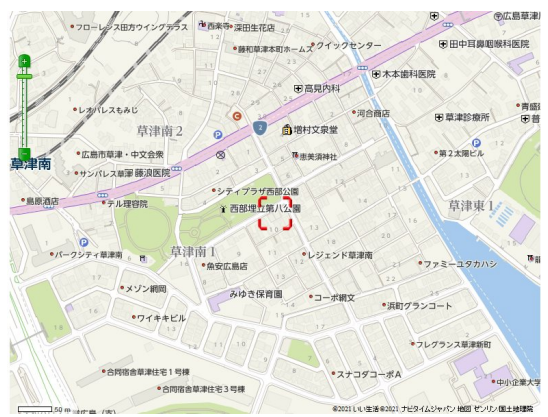 フローレンス田方ウイングテラス
西楽寺
深田生花店
広島草津
藤和草津本町ホームズ
クイックセンター
田中耳鼻咽喉科医院
木本歯科医院
高見内科
レオパレスもみじ
河合商店
青盛
草津南2
2
増村文泉堂
草津診療所
普
広島市草津・中文会衆
恵美須神社
第2太陽ビル
草津南
サンパレス草津
藤浪医院
シティプラザ西部公園
島原酒店
テル理容院
西部埋立第八公園
草津東1
パークシティ草津南
草津南1
レジェンド草津南
魚安広島店
ファミーユタカハシ
メゾン網岡
みゆき保育園
コーポ網文
浜町グランコート
ワイキキビル
フレグランス草津新町
合同宿舎草津住宅1号棟
スナコダコーポA
中小企業大学
合同宿舎草津住宅3号棟
50 m
©2021 いい生活 ©2021 ナビタイムジャパン 地図 ゼンリン 国土地理院